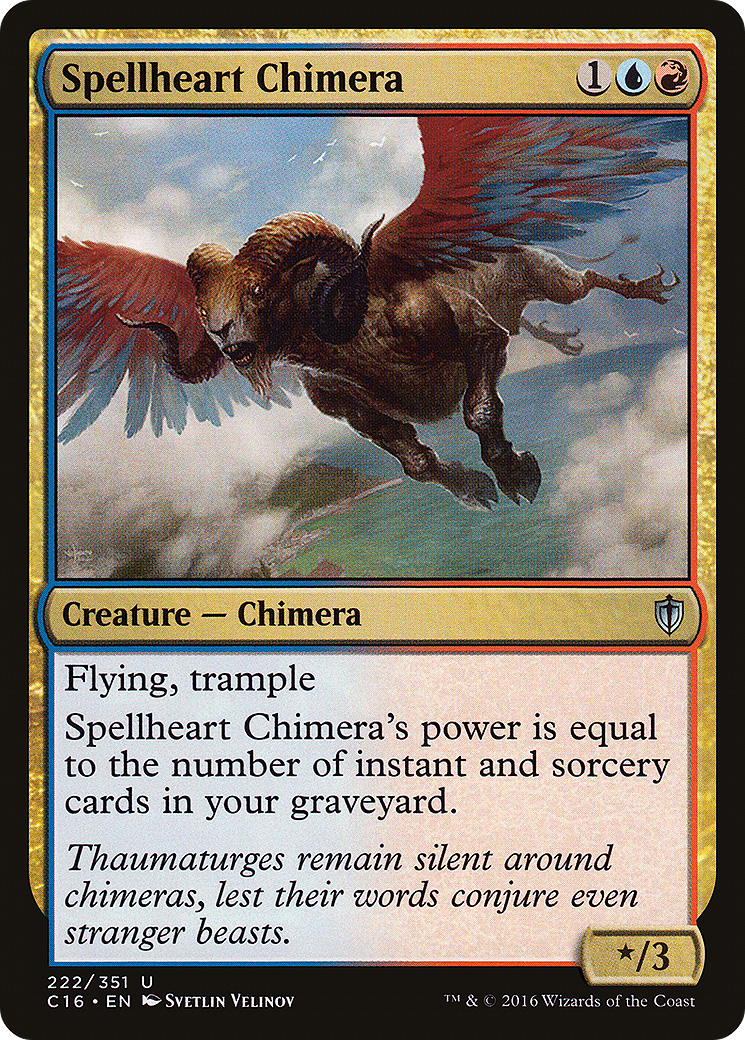 Spellheart Chimera 1
Creature — Chimera
Flying, trample
Spellheart Chimera's power is equal
to the number of instant and sorcery
cards in your graveyard.
Thaumaturges remain silent around
chimeras, lest their words conjure even
stranger beasts.
★/3
222/351 U
C16 • EN Svetlin Velinov
™ & © 2016 Wizards of the Coast